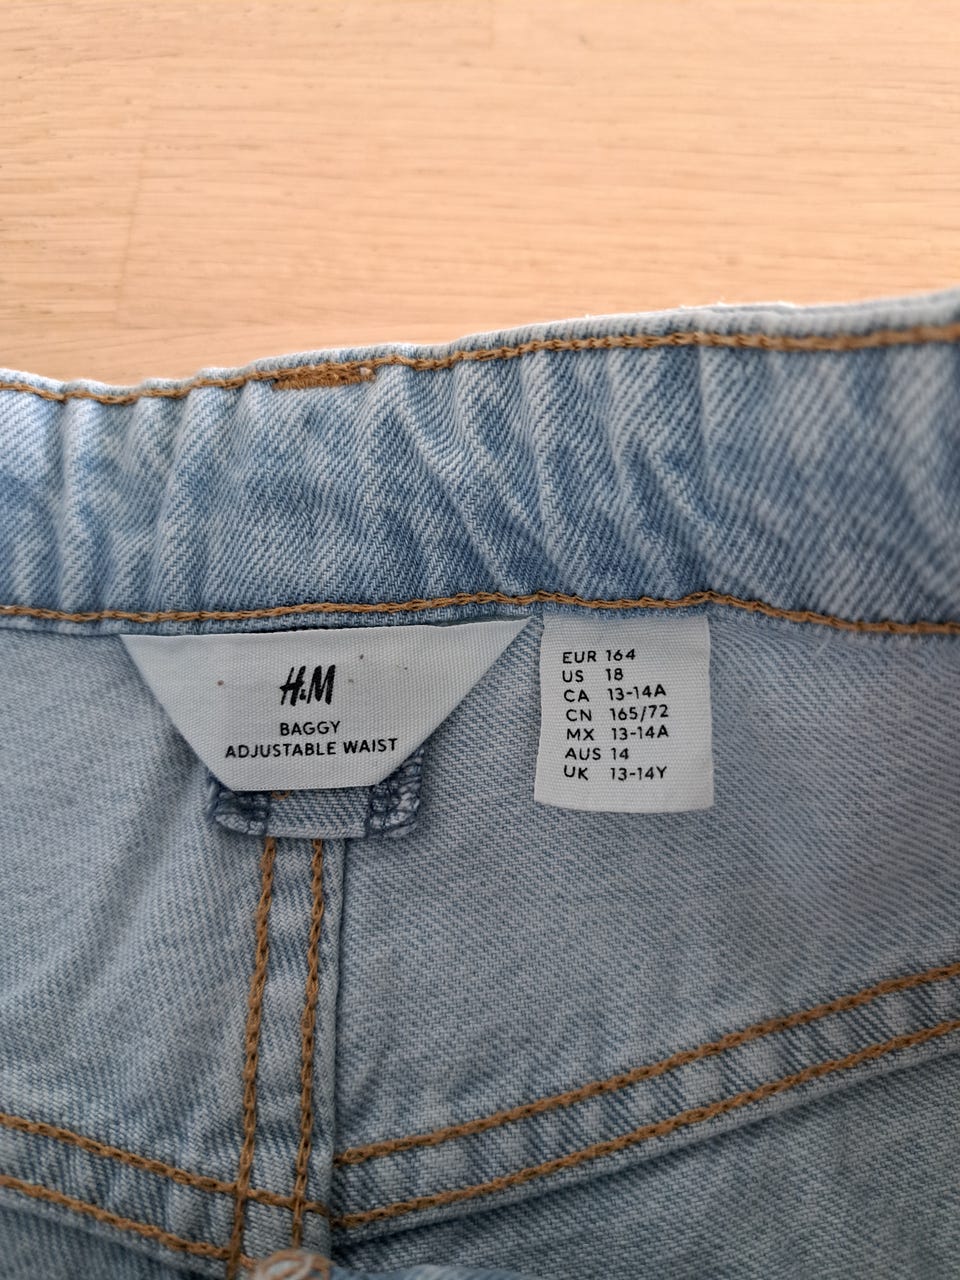 H&M
BAGGY
ADJUSTABLE WAIST
EUR 164
US 18
CA 13-14A
CN 165/72
MX 13-14A
AUS 14
UK 13-14Y